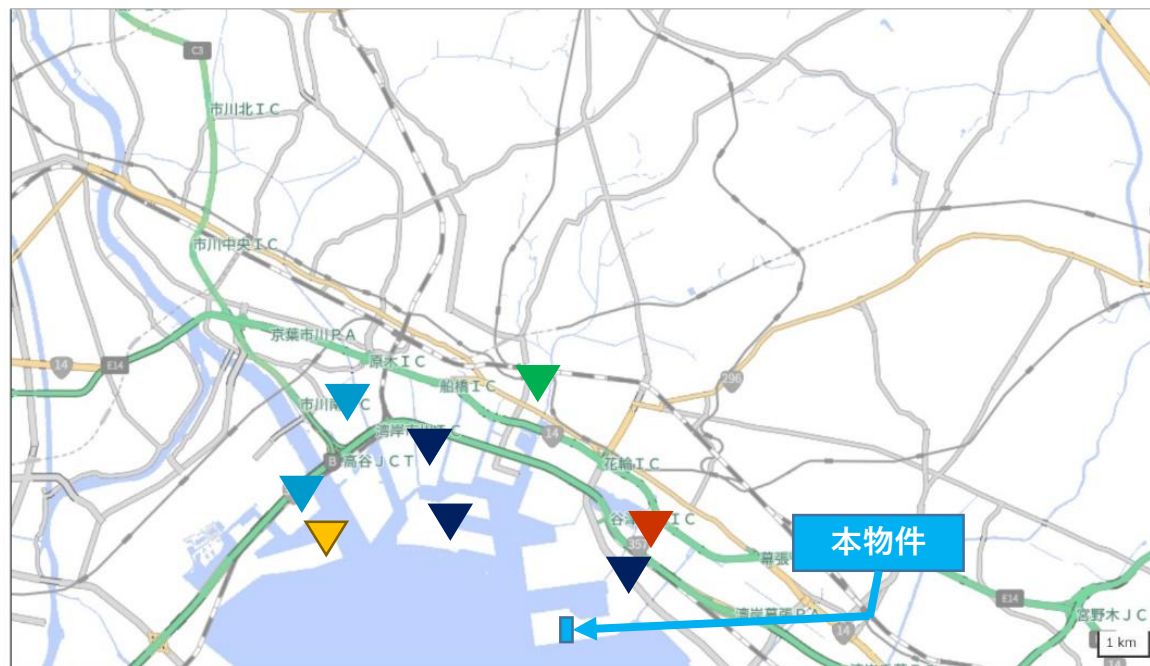 C3
市川北IC
市川中央IC
京葉市川PA
14
E14
原木IC
船橋IC
296
市川南IC
湾岸市川IC
14
B
高谷JCT
花輪IC
357
本物件
幕張
湾岸幕張PA
E14
宮野木JC
14
1 km